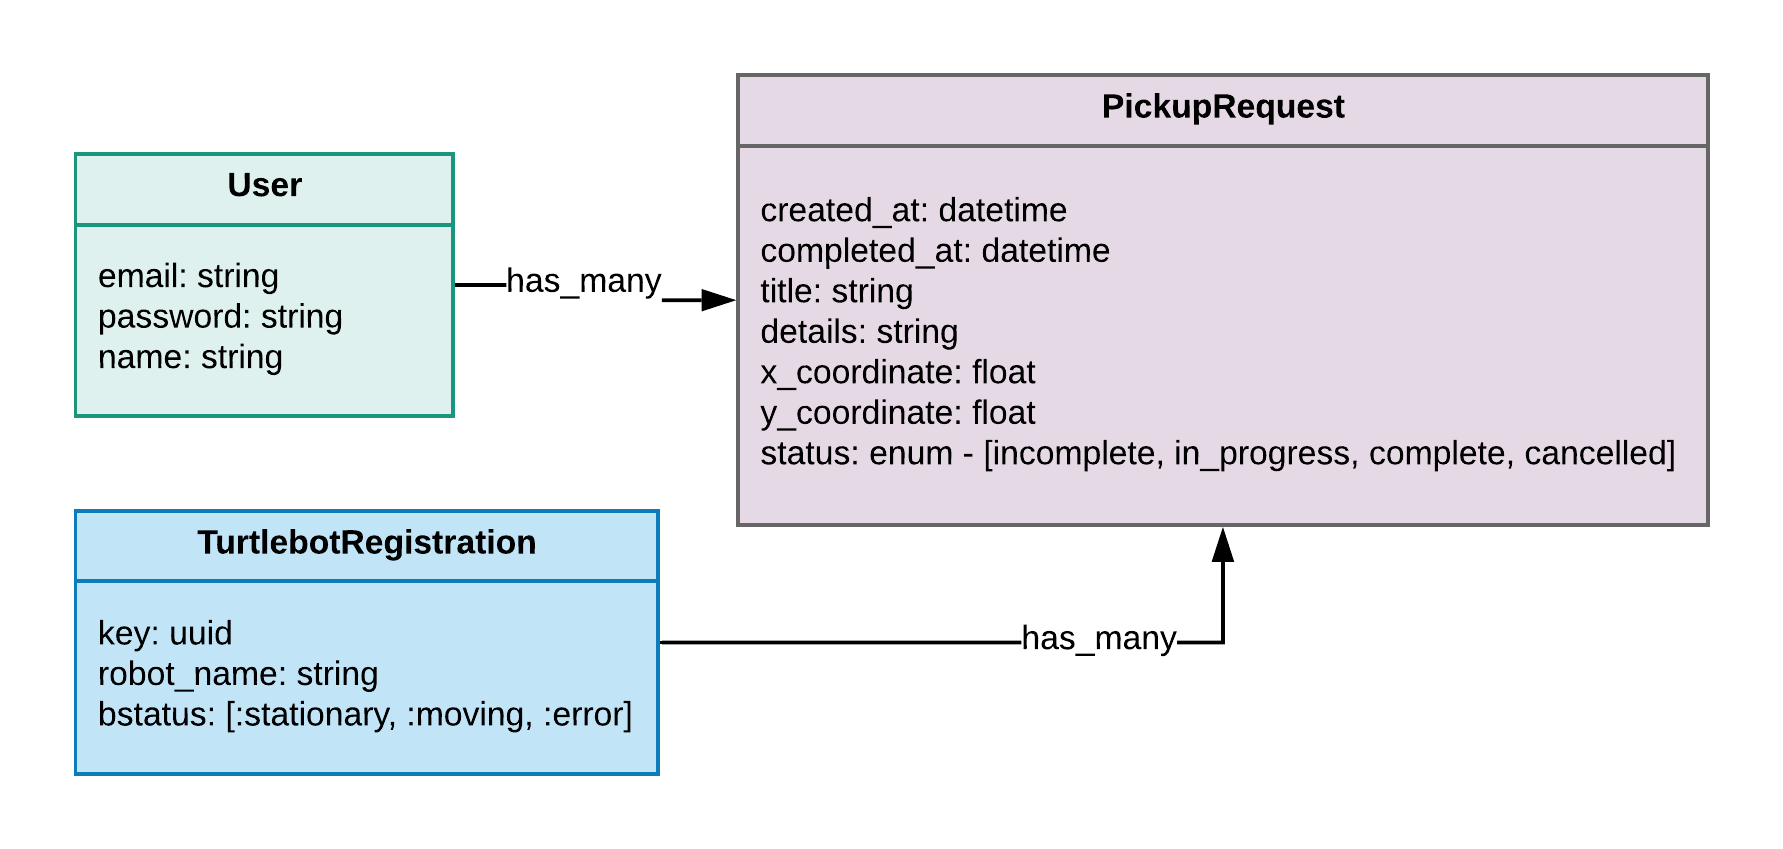 User
email: string
password: string
name: string
has_many
PickupRequest
created_at: datetime
completed_at: datetime
title: string
details: string
x_coordinate: float
y_coordinate: float
status: enum - [incomplete, in_progress, complete, cancelled]
TurtlebotRegistration
key: uuid
robot_name: string
bstatus: [:stationary, :moving, :error]
has_many